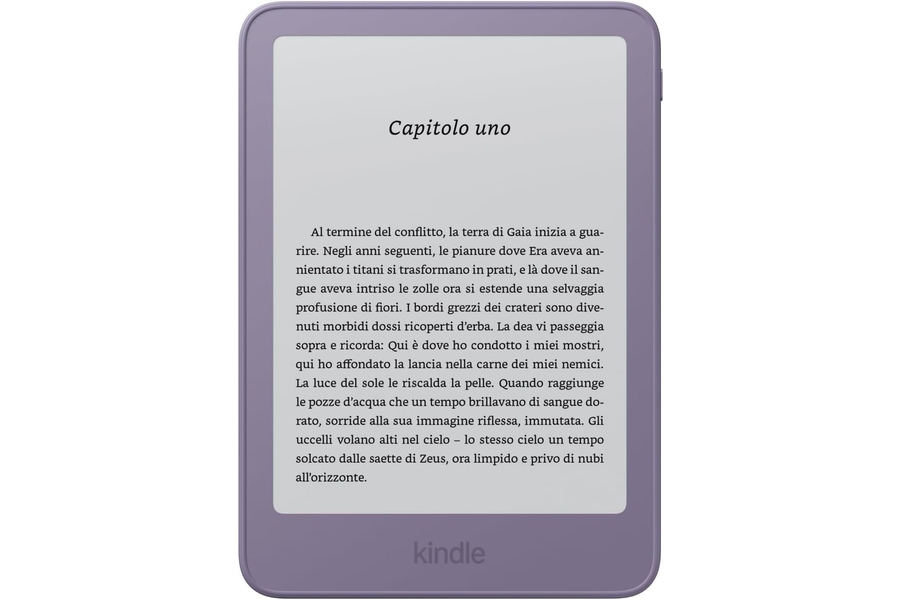 Capitolo uno
Al termine del conflitto, la terra di Gaia inizia a gua-
rire. Negli anni seguenti, le pianure dove Era aveva an-
nientato i titani si trasformano in prati, e là dove il san-
gue aveva intriso le zolle ora si estende una selvaggia
profusione di fiori. I bordi grezzi dei crateri sono dive-
nuti morbidi dossi ricoperti d'erba. La dea vi passeggia
sopra e ricorda: Qui è dove ho condotto i miei mostri,
qui ho affondato la lancia nella carne dei miei nemici.
La luce del sole le riscalda la pelle. Quando raggiunge
le pozze d'acqua che un tempo brillavano di sangue do-
rato, sorride alla sua immagine riflessa, immutata. Gli
uccelli volano alti nel cielo – lo stesso cielo un tempo
solcato dalle saette di Zeus, ora limpido e privo di nubi
all'orizzonte.
kindle